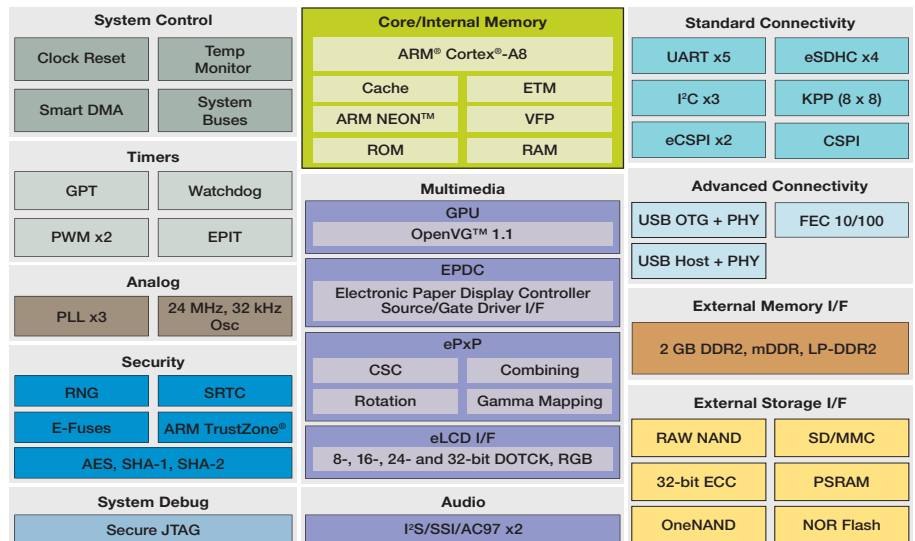 System Control
Clock Reset
Temp
Monitor
Smart DMA
System
Buses
Timers
GPT
Watchdog
PWM x2
EPIT
Analog
PLL x3
24 MHz, 32 kHz
Osc
Security
RNG
SRTC
E-Fuses
ARM TrustZone®
AES, SHA-1, SHA-2
System Debug
Secure JTAG
Core/Internal Memory
ARM® Cortex®-A8
Cache
ETM
ARM NEON™
VFP
ROM
RAM
Multimedia
GPU
OpenVG™ 1.1
EPDC
Electronic Paper Display Controller
Source/Gate Driver I/F
ePxP
CSC
Combining
Rotation
Gamma Mapping
eLCD I/F
8-, 16-, 24- and 32-bit DOTCK, RGB
Audio
I²S/SSI/AC97 x2
Standard Connectivity
UART x5
eSDHC x4
I²C x3
KPP (8 x 8)
eCSPI x2
CSPI
Advanced Connectivity
USB OTG + PHY
FEC 10/100
USB Host + PHY
External Memory I/F
2 GB DDR2, mDDR, LP-DDR2
External Storage I/F
RAW NAND
SD/MMC
32-bit ECC
PSRAM
OneNAND
NOR Flash